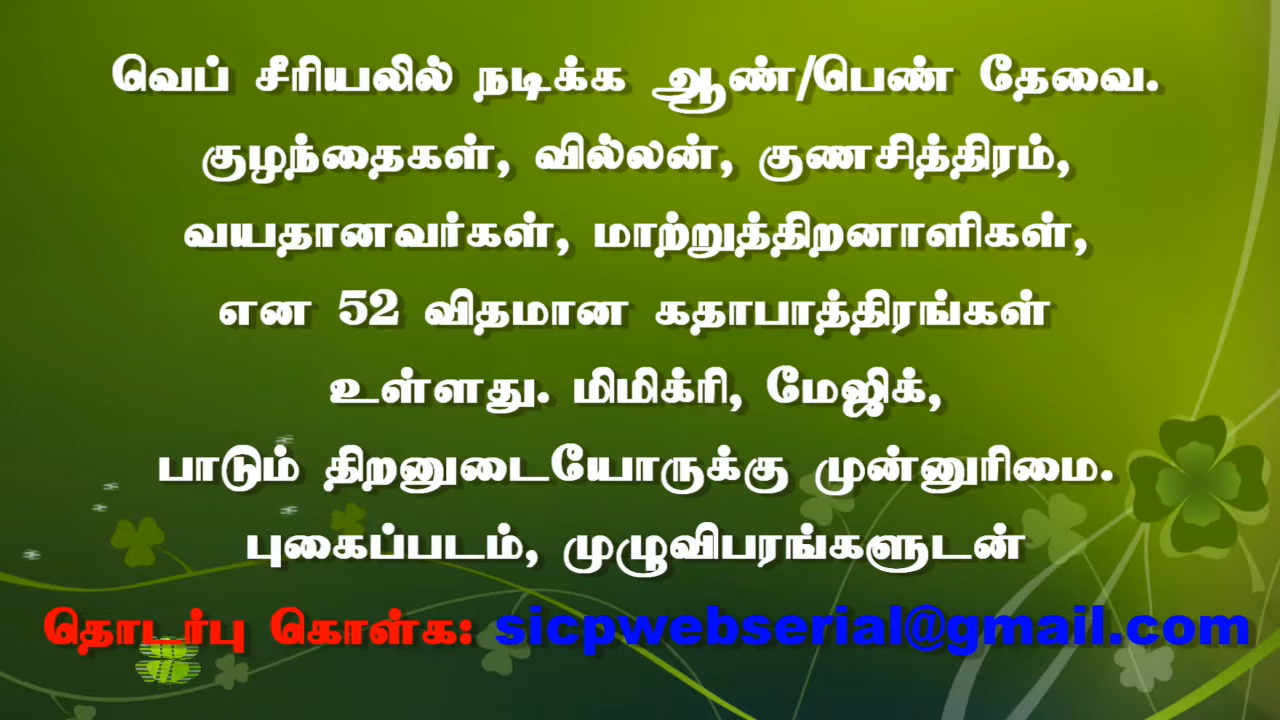 வெப் சீரியலில் நடிக்க ஆண்/பெண் தேவை.
குழந்தைகள், வில்லன், குணசித்திரம்,
வயதானவர்கள், மாற்றுத்திறனாளிகள்,
என 52 விதமான கதாபாத்திரங்கள்
உள்ளது. மிமிக்ரி, மேஜிக்,
பாடும் திறனுடையோருக்கு முன்னுரிமை.
புகைப்படம், முழுவிபரங்களுடன்
தொடர்பு கொள்க: sicpwebserial@gmail.com